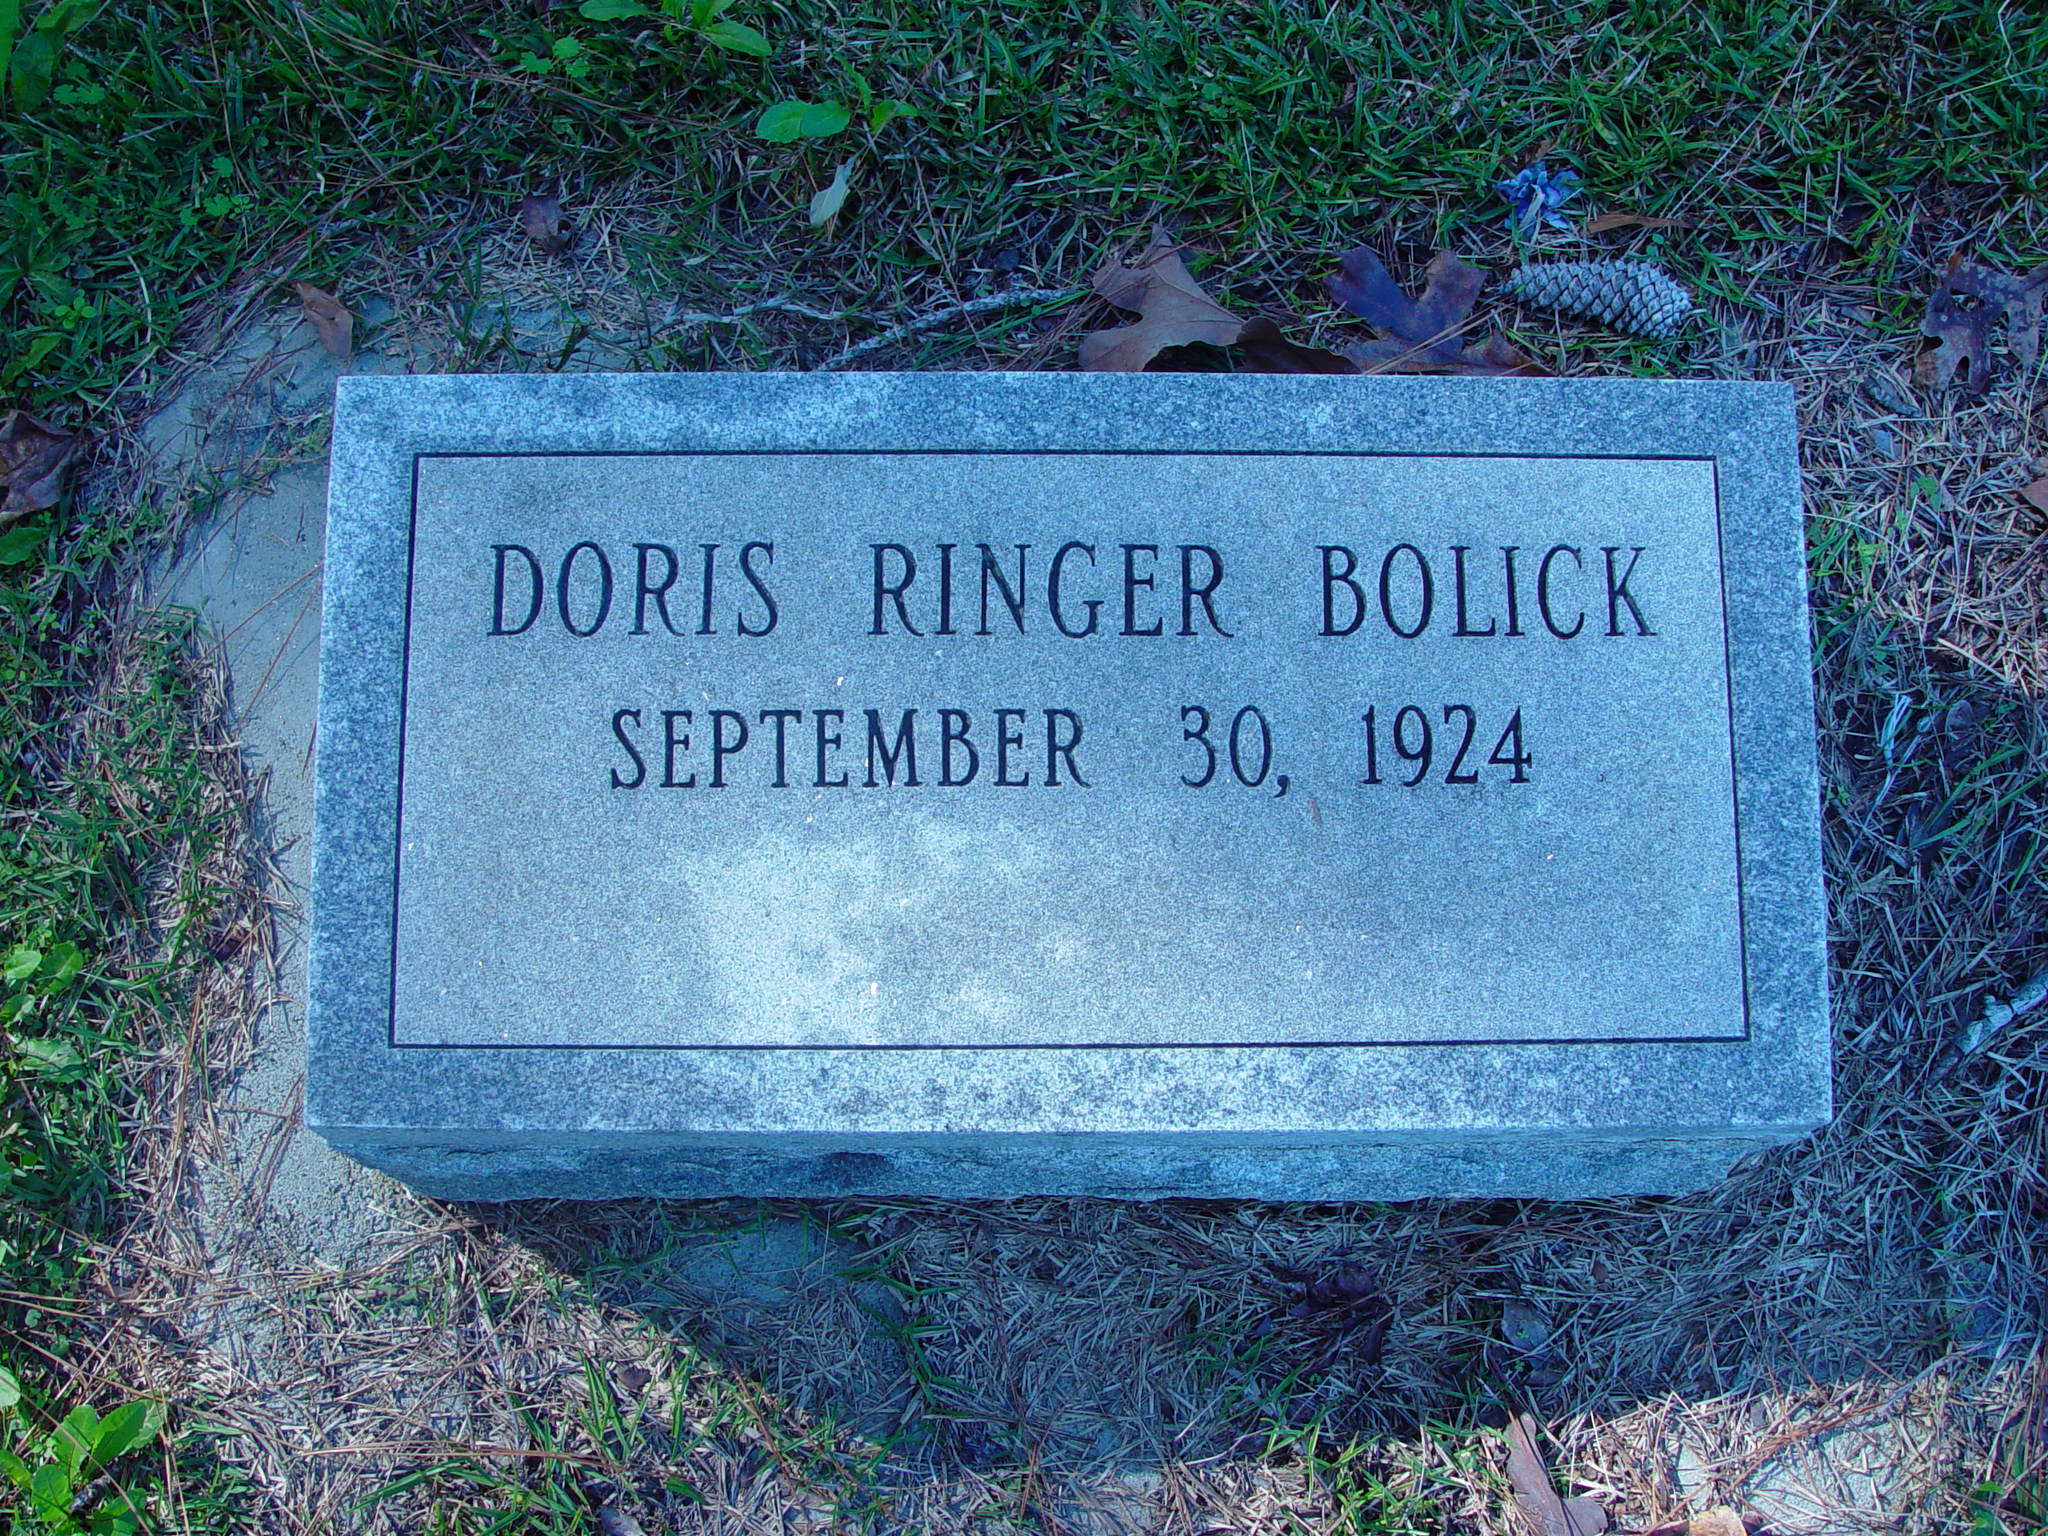 DORIS RINGER BOLICK
SEPTEMBER 30, 1924